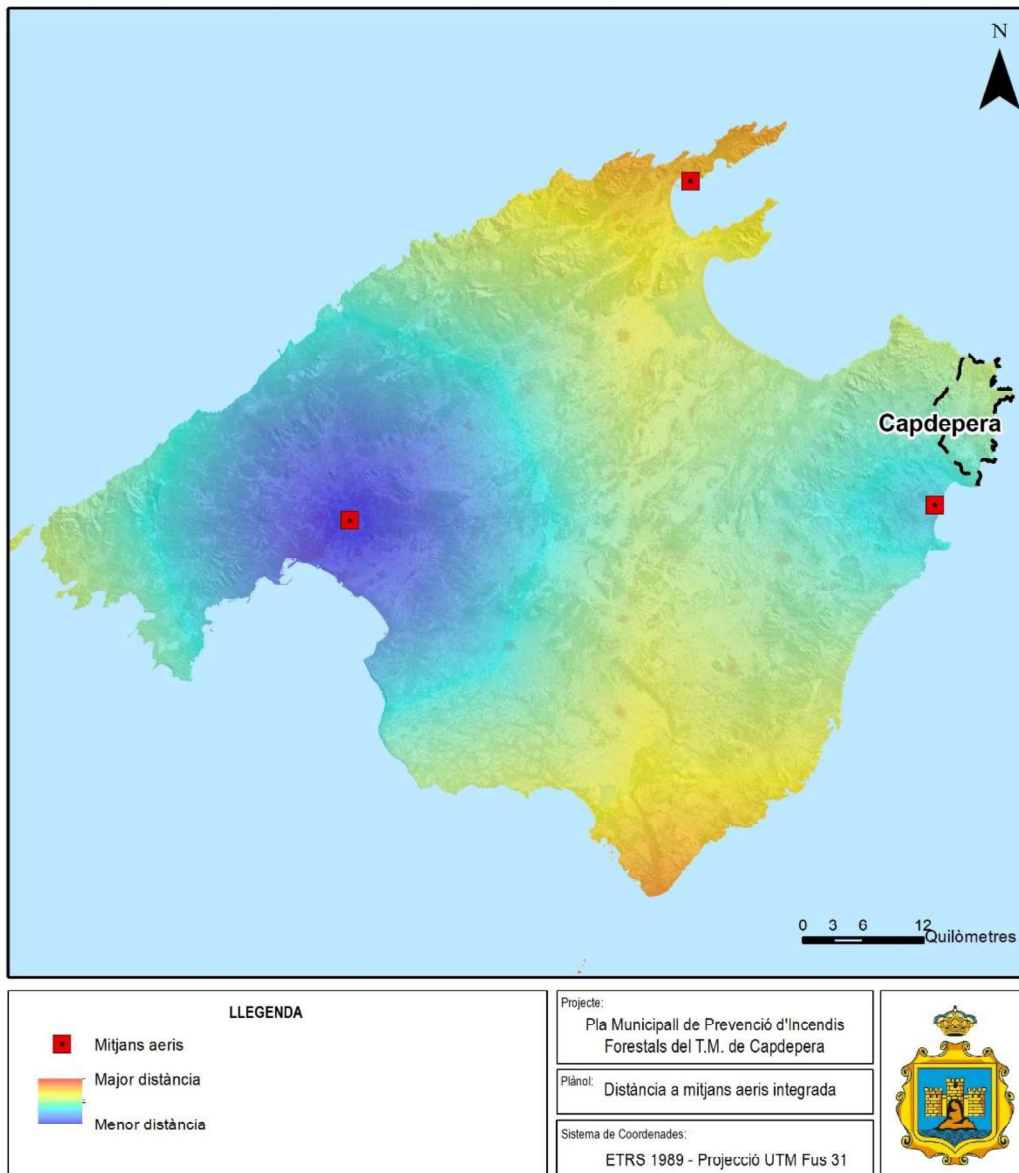 N
Capdepera
0 3 6 12
Quilòmetres
LLEGENDA
Mitjans aeris
Major distància
Menor distància
Projecte:
Pla Municipall de Prevenció d'Incendis
Forestals del T.M. de Capdepera
Plànol:
Distància a mitjans aeris integrada
Sistema de Coordenades:
ETRS 1989 - Projecció UTM Fus 31